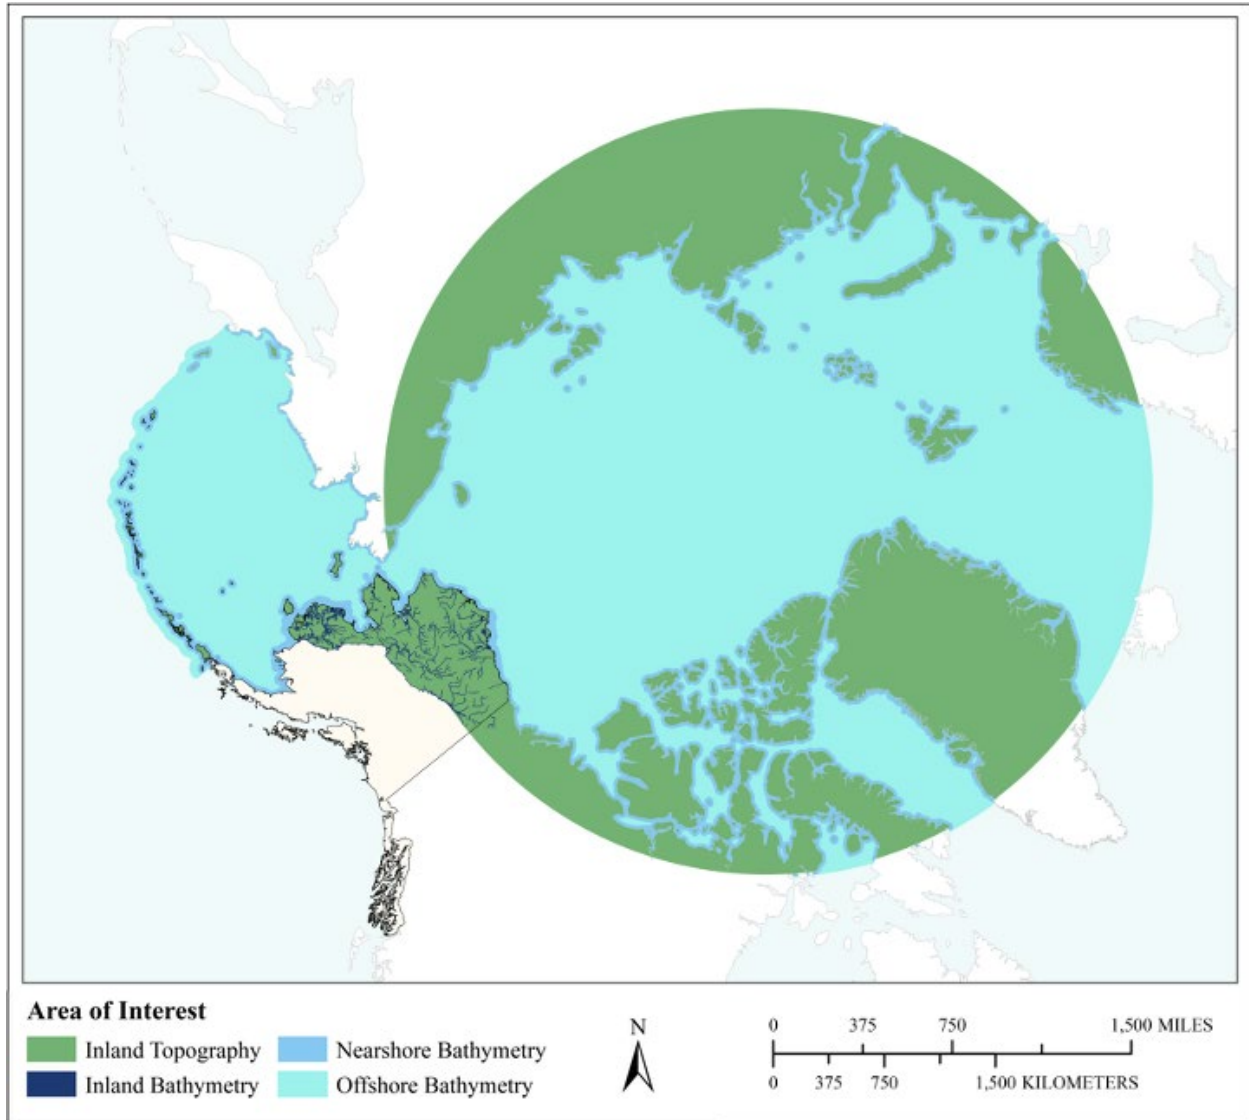 Area of Interest
Inland Topography
Nearshore Bathymetry
Inland Bathymetry
Offshore Bathymetry
N
0 375 750 1,500 MILES
0 375 750 1,500 KILOMETERS